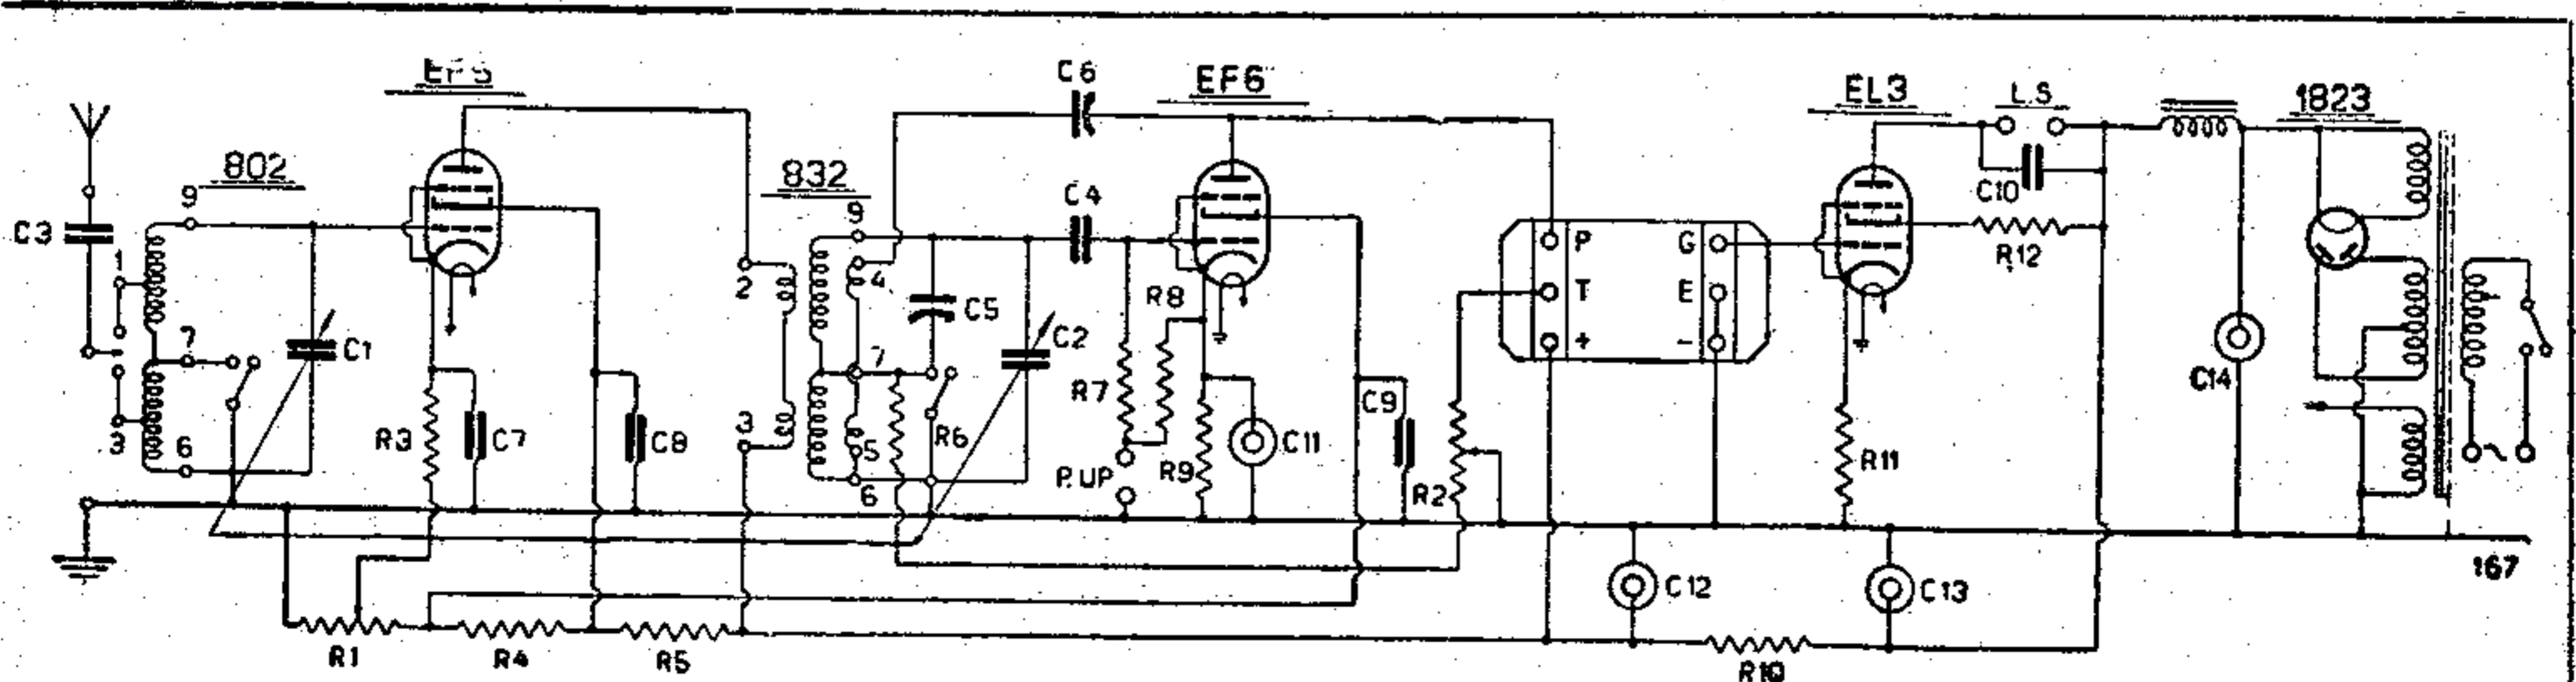 EF5
C6
EF6
EL3
L.S
1823
802
9
C3
1
7
3
6
C1
R3
C7
C8
832
2
3
9
4
7
5
6
C5
R6
C2
C4
R7
R8
P.UP
R9
C11
C9
R2
P
T
+
G
E
-
C10
R12
R11
C14
~
167
C12
C13
R1
R4
R5
R10